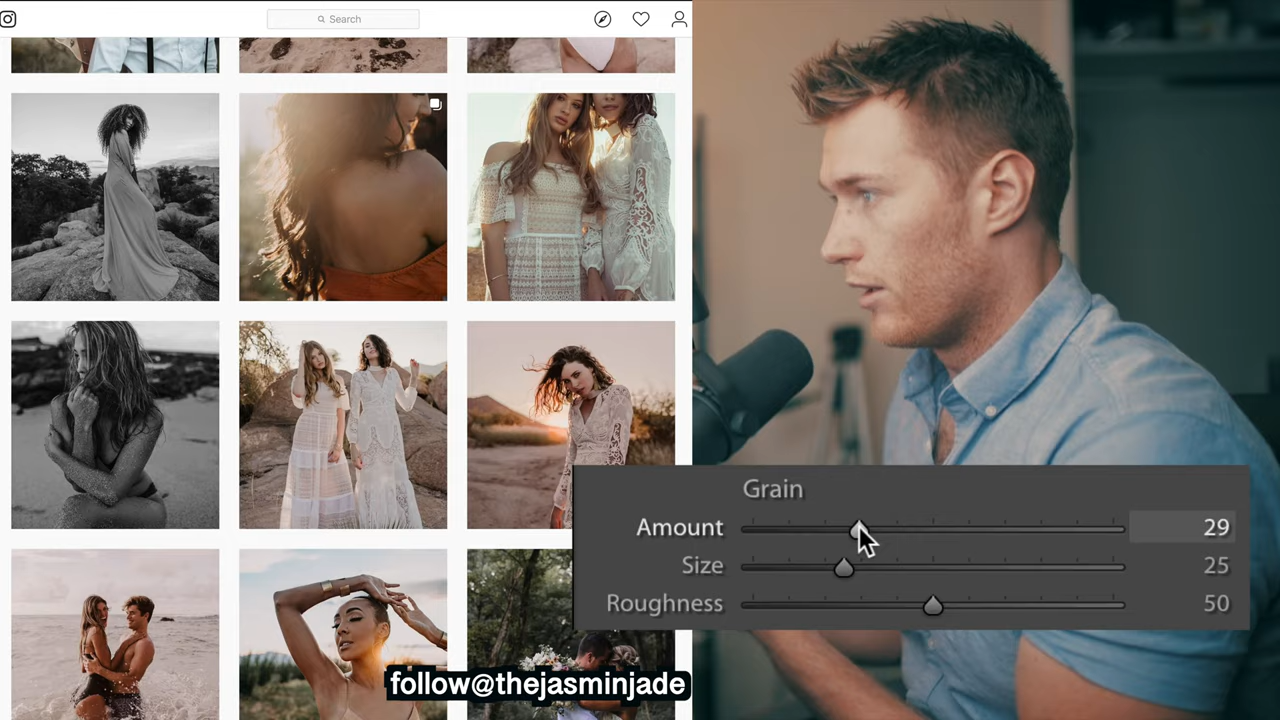 Search
Grain
Amount 29
Size 25
Roughness 50
follow@thejasminjade